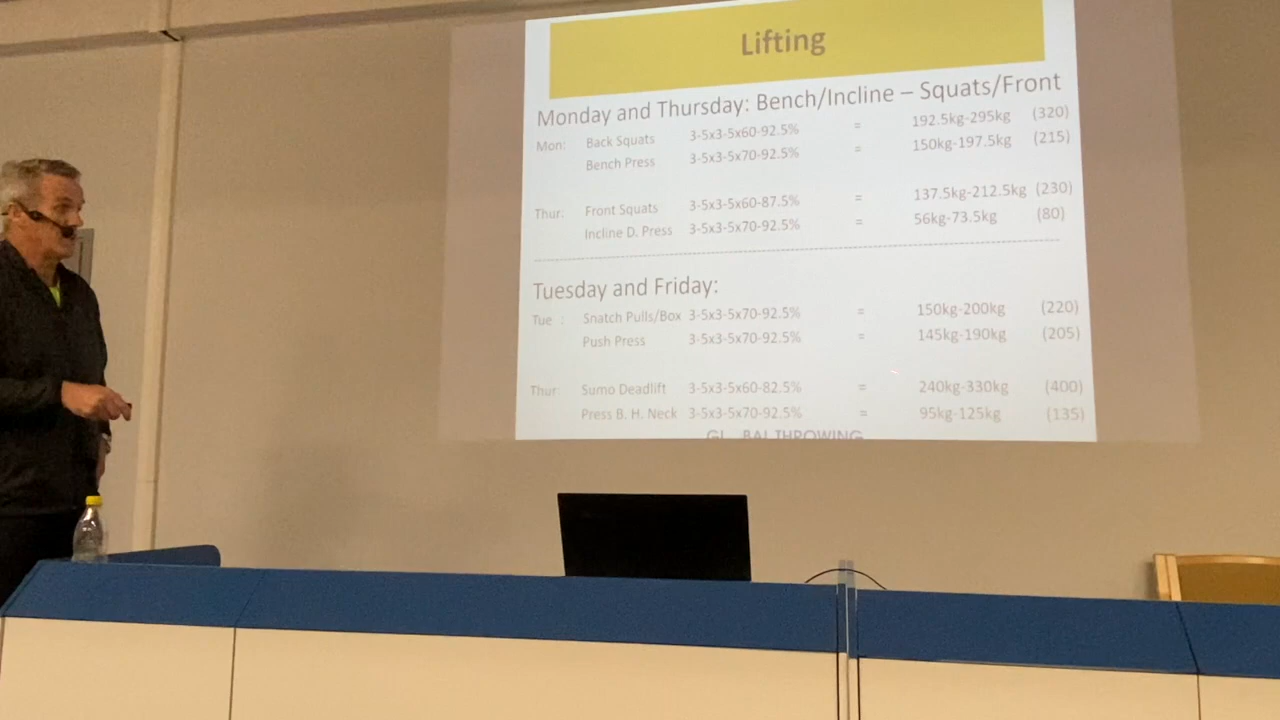 Lifting
Monday and Thursday: Bench/Incline – Squats/Front
Mon: Back Squats 3-5x3-5x60-92.5% = 192.5kg-295kg (320)
Bench Press 3-5x3-5x70-92.5% = 150kg-197.5kg (215)
Thur: Front Squats 3-5x3-5x60-87.5% = 137.5kg-212.5kg (230)
Incline D. Press 3-5x3-5x70-92.5% = 56kg-73.5kg (80)
Tuesday and Friday:
Tue : Snatch Pulls/Box 3-5x3-5x70-92.5% = 150kg-200kg (220)
Push Press 3-5x3-5x70-92.5% = 145kg-190kg (205)
Thur: Sumo Deadlift 3-5x3-5x60-82.5% = 240kg-330kg (400)
Press B. H. Neck 3-5x3-5x70-92.5% = 95kg-125kg (135)
THROWING